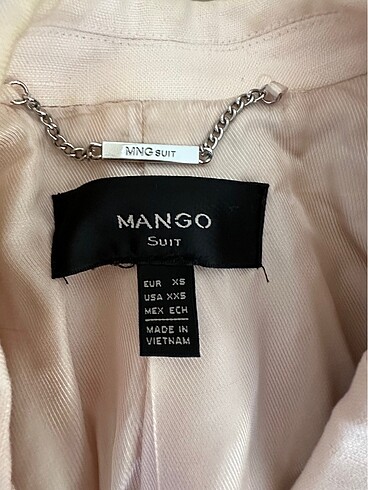 MNG SUIT
MANGO
SUIT
EUR XS
USA XXS
MEX ECH
MADE IN
VIETNAM